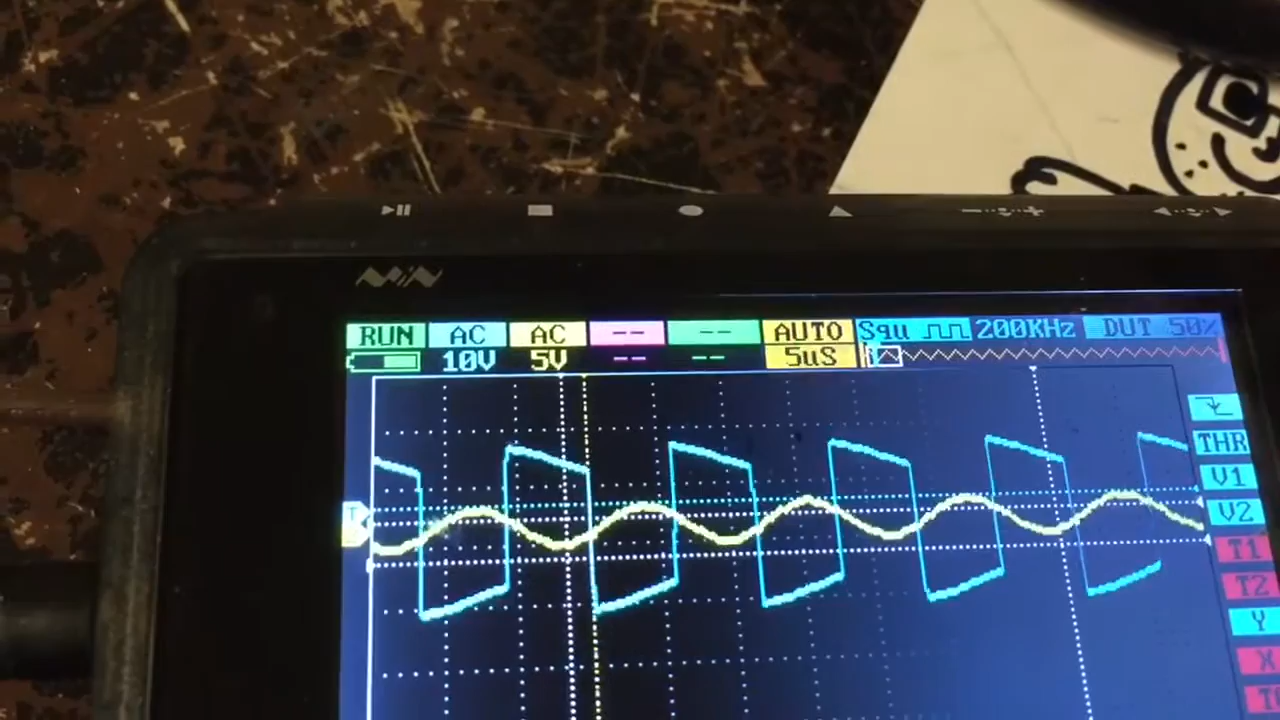 RUN AC AC -- -- AUTO Squ 200KHz DUT 50%
10V 5V -- -- 5uS
THR
V1
V2
T1
T2
Y
X